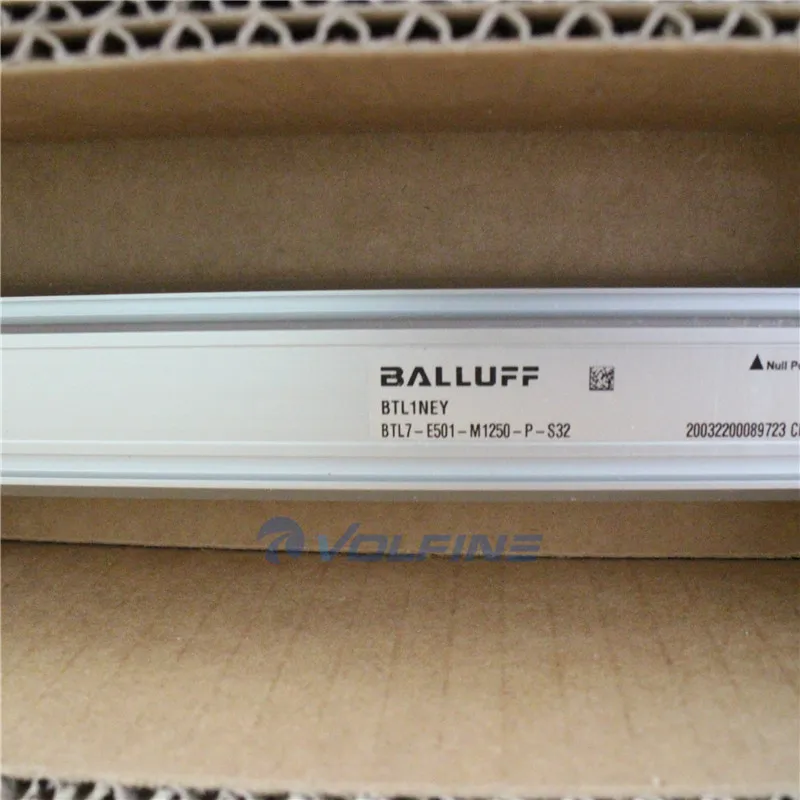 BALLUFF
▲ Null
BTL1NEY
BTL7-E501-M1250-P-S32
20032200089723
VOLFINE